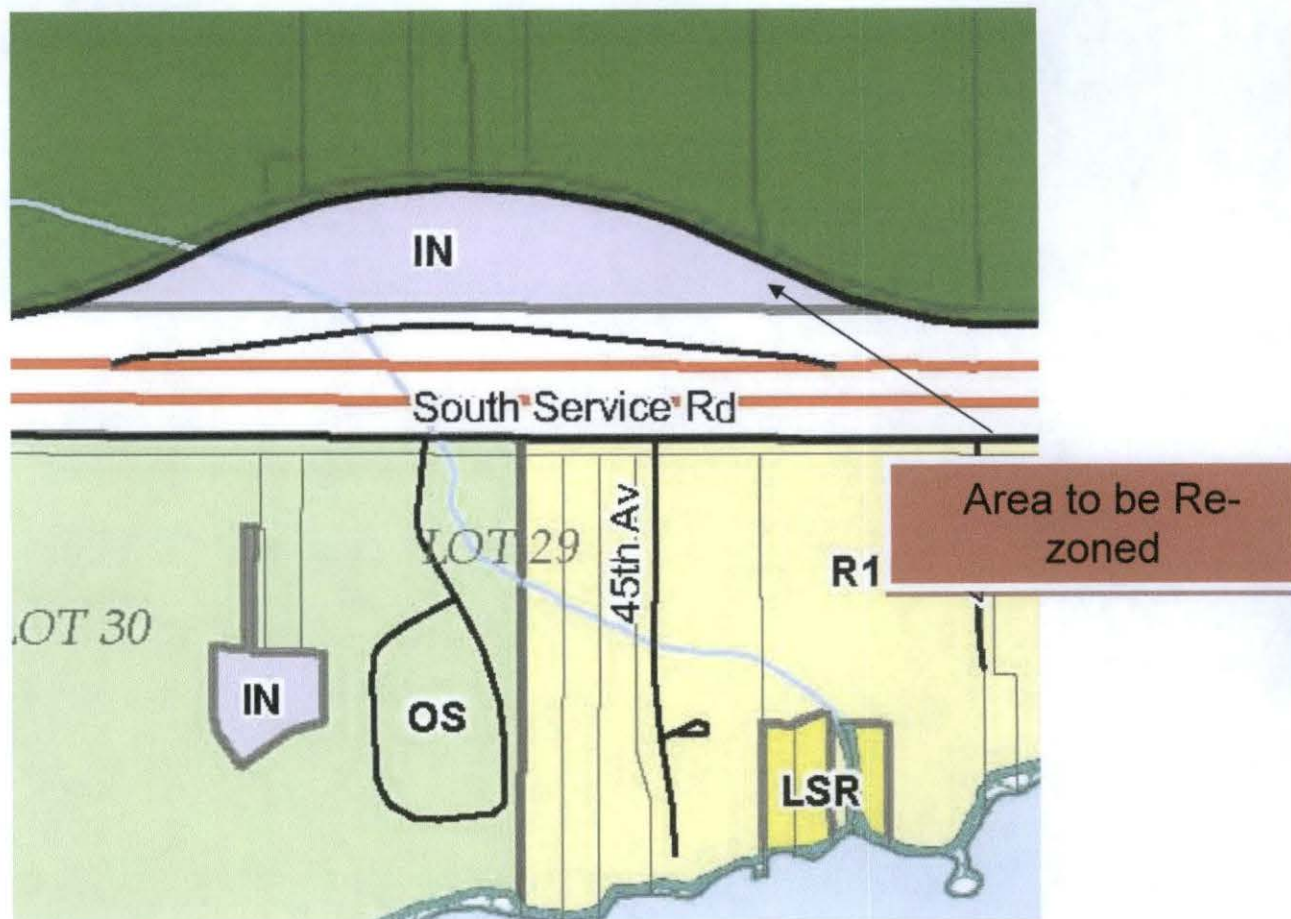 IN
South Service Rd
Area to be Re-
zoned
LOT 29
45th Av
R1
LOT 30
IN
OS
LSR